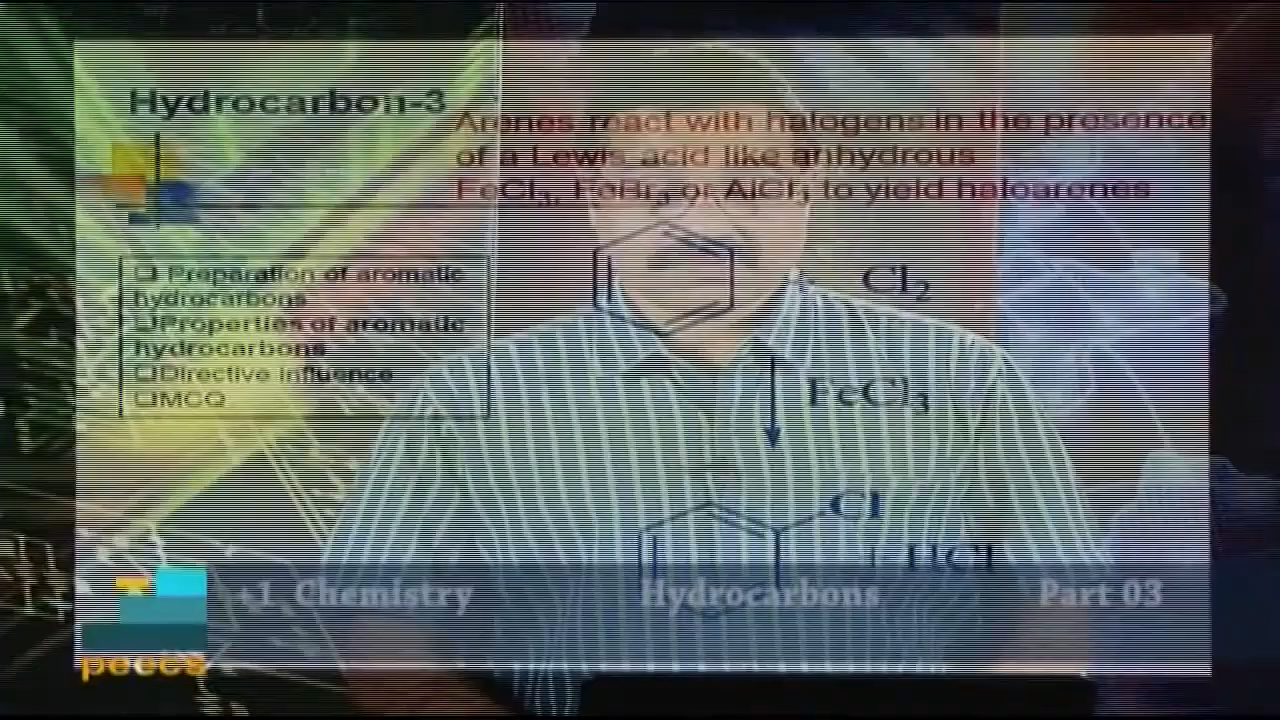 Hydrocarbon-3
Arenes react with halogens in the presence
of a Lewis acid like anhydrous
FeCl₃, FeBr₃ or AlCl₃ to yield haloarenes
❑ Preparation of aromatic
hydrocarbons
❑Properties of aromatic
hydrocarbons
❑Directive influence
❑MCQ
Cl₂
FeCl₃
Cl
+ HCl
+1 Chemistry
Hydrocarbons
Part 03
peecs